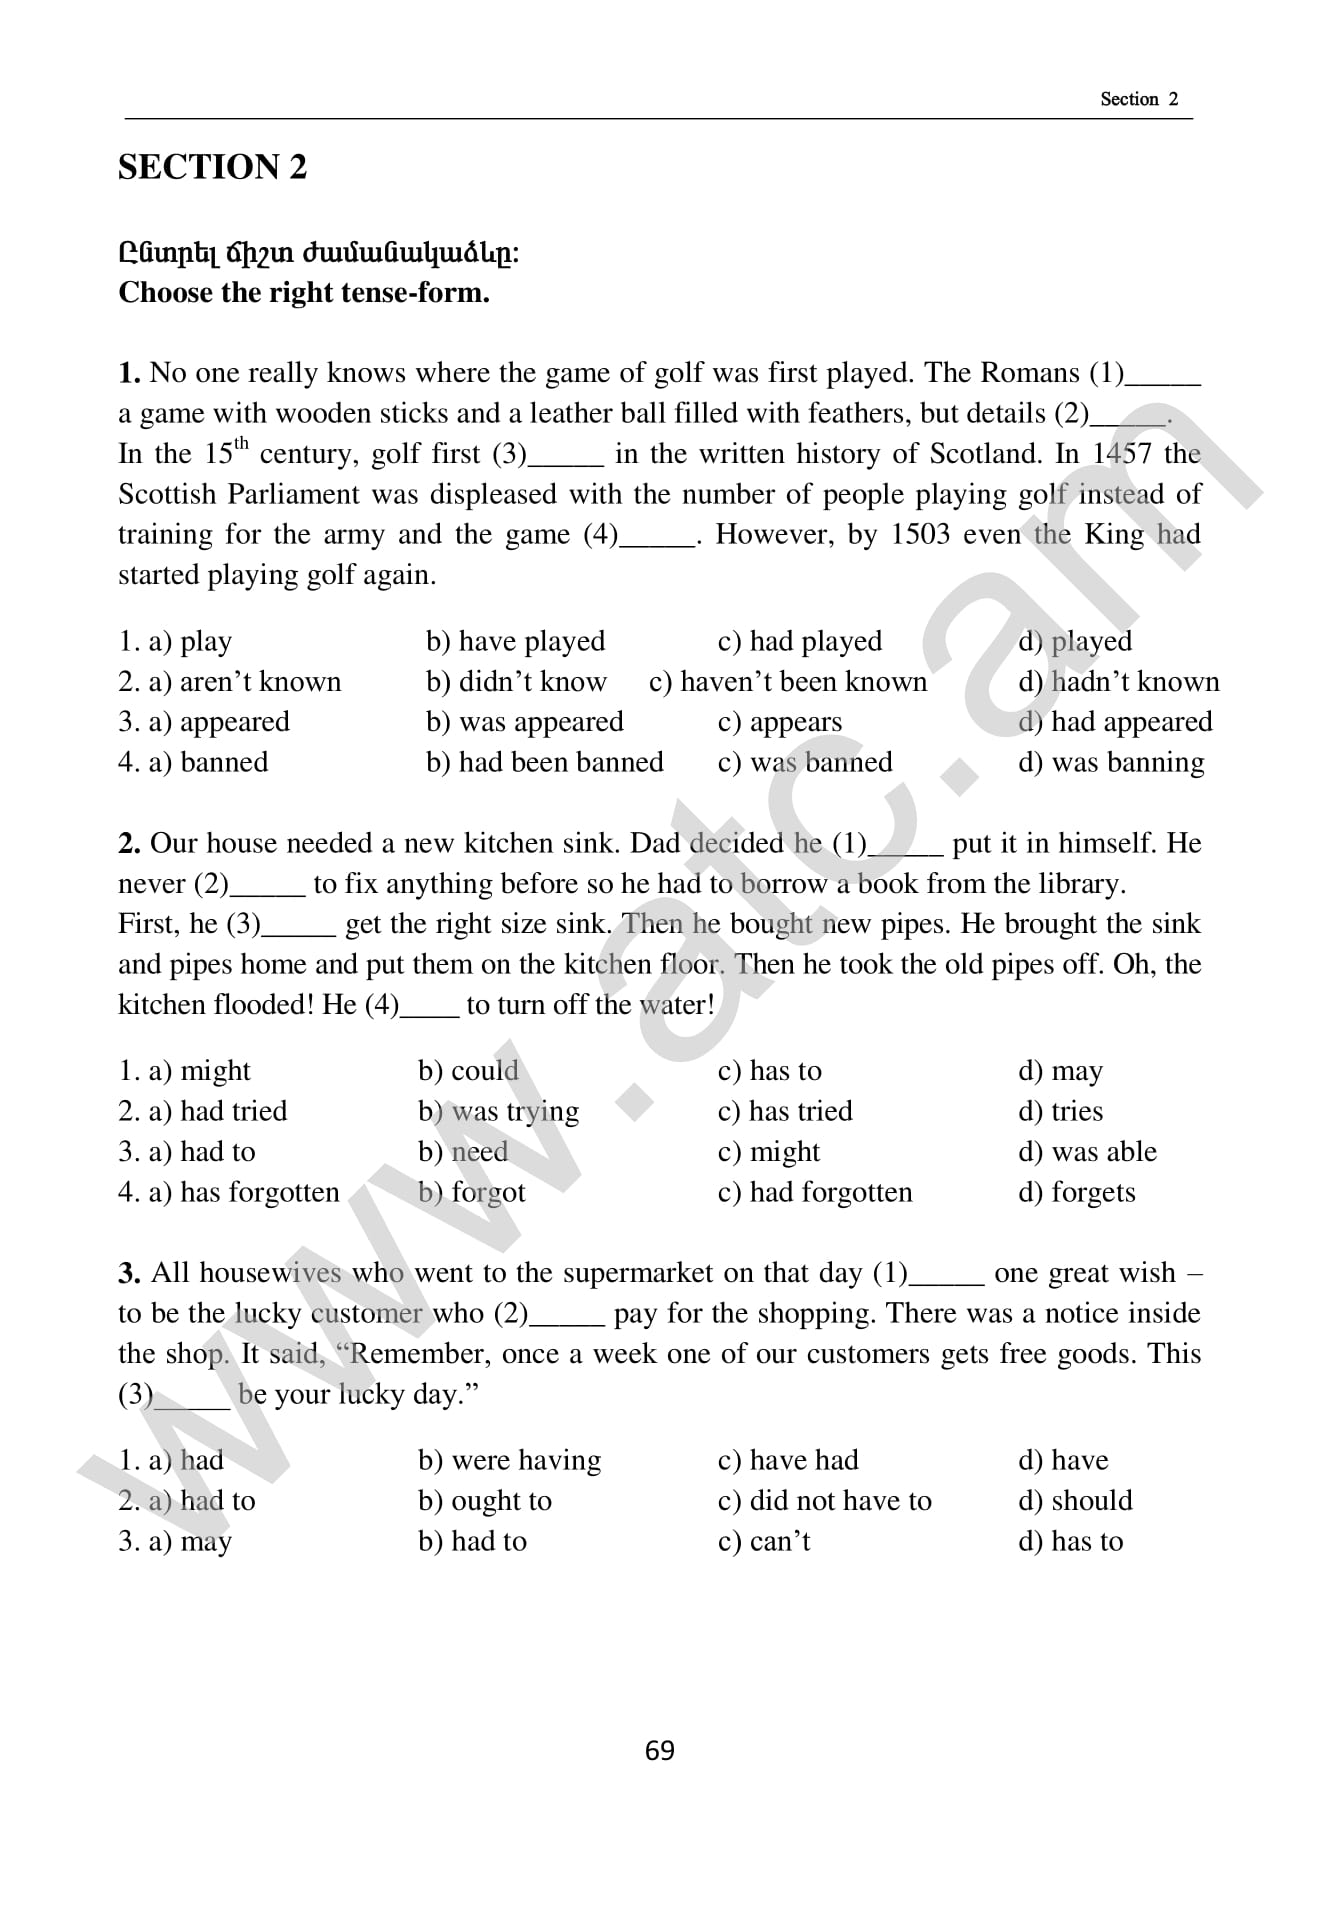 Section 2
SECTION 2
Ընտրել ճիշտ ժամանակաձևը:
Choose the right tense-form.
1. No one really knows where the game of golf was first played. The Romans (1)_____
a game with wooden sticks and a leather ball filled with feathers, but details (2)_____.
In the 15th century, golf first (3)_____ in the written history of Scotland. In 1457 the
Scottish Parliament was displeased with the number of people playing golf instead of
training for the army and the game (4)_____. However, by 1503 even the King had
started playing golf again.
1. a) play b) have played c) had played d) played
2. a) aren’t known b) didn’t know c) haven’t been known d) hadn’t known
3. a) appeared b) was appeared c) appears d) had appeared
4. a) banned b) had been banned c) was banned d) was banning
2. Our house needed a new kitchen sink. Dad decided he (1)_____ put it in himself. He
never (2)_____ to fix anything before so he had to borrow a book from the library.
First, he (3)_____ get the right size sink. Then he bought new pipes. He brought the sink
and pipes home and put them on the kitchen floor. Then he took the old pipes off. Oh, the
kitchen flooded! He (4)____ to turn off the water!
1. a) might b) could c) has to d) may
2. a) had tried b) was trying c) has tried d) tries
3. a) had to b) need c) might d) was able
4. a) has forgotten b) forgot c) had forgotten d) forgets
3. All housewives who went to the supermarket on that day (1)_____ one great wish –
to be the lucky customer who (2)_____ pay for the shopping. There was a notice inside
the shop. It said, “Remember, once a week one of our customers gets free goods. This
(3)_____ be your lucky day.”
1. a) had b) were having c) have had d) have
2. a) had to b) ought to c) did not have to d) should
3. a) may b) had to c) can’t d) has to
69
www.atc.am